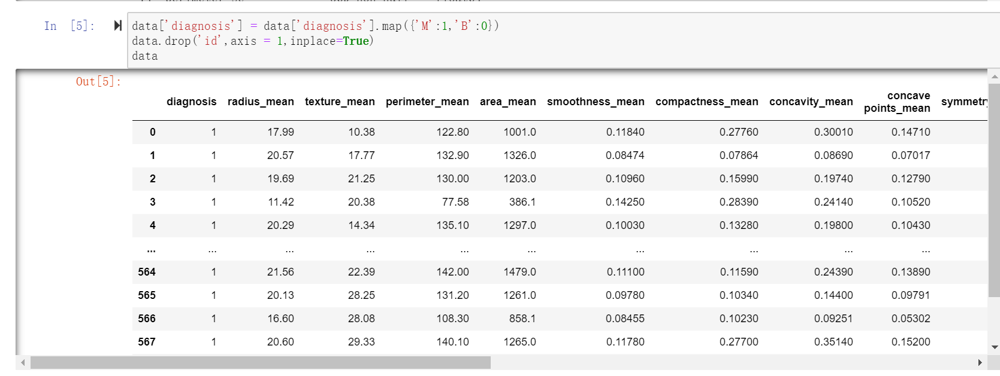 In [5]:
data['diagnosis'] = data['diagnosis'].map({'M':1,'B':0})
data.drop('id',axis = 1,inplace=True)
data
Out[5]:
diagnosis radius_mean texture_mean perimeter_mean area_mean smoothness_mean compactness_mean concavity_mean concave points_mean symmetry
0 1 17.99 10.38 122.80 1001.0 0.11840 0.27760 0.30010 0.14710
1 1 20.57 17.77 132.90 1326.0 0.08474 0.07864 0.08690 0.07017
2 1 19.69 21.25 130.00 1203.0 0.10960 0.15990 0.19740 0.12790
3 1 11.42 20.38 77.58 386.1 0.14250 0.28390 0.24140 0.10520
4 1 20.29 14.34 135.10 1297.0 0.10030 0.13280 0.19800 0.10430
... ... ... ... ... ... ... ... ... ...
564 1 21.56 22.39 142.00 1479.0 0.11100 0.11590 0.24390 0.13890
565 1 20.13 28.25 131.20 1261.0 0.09780 0.10340 0.14400 0.09791
566 1 16.60 28.08 108.30 858.1 0.08455 0.10230 0.09251 0.05302
567 1 20.60 29.33 140.10 1265.0 0.11780 0.27700 0.35140 0.15200